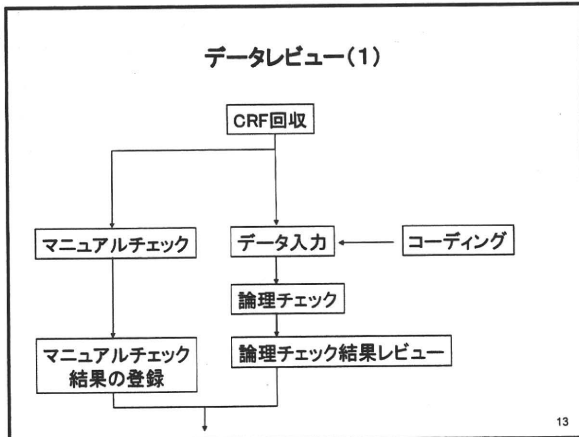 データレビュー(1)
CRF回収
マニュアルチェック
データ入力
コーディング
論理チェック
マニュアルチェック
結果の登録
論理チェック結果レビュー
13